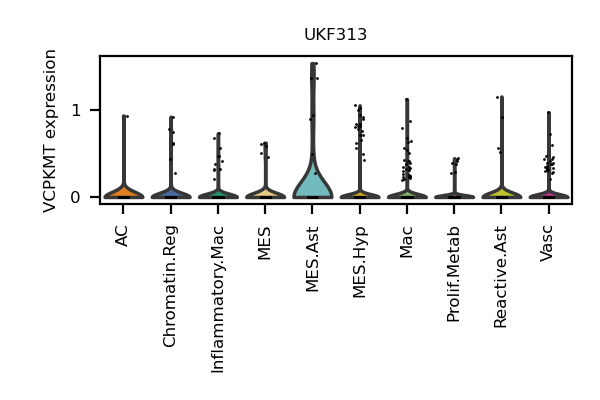 UKF313
VCPKMT expression
1
0
AC
Chromatin.Reg
Inflammatory.Mac
MES
MES.Ast
MES.Hyp
Mac
Prolif.Metab
Reactive.Ast
Vasc